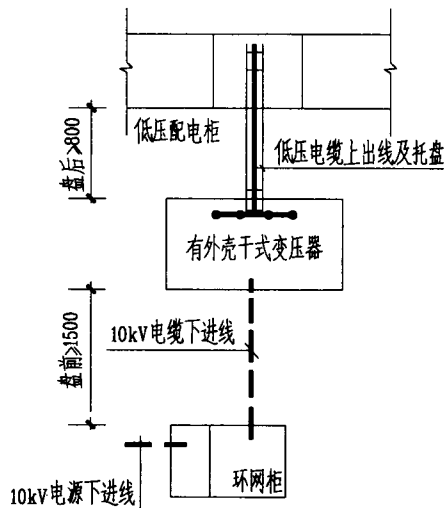 低压配电柜
盘后>800
低压电缆上出线及托盘
有外壳干式变压器
盘前≥1500
10kV电缆下进线
10kV电源下进线
环网柜